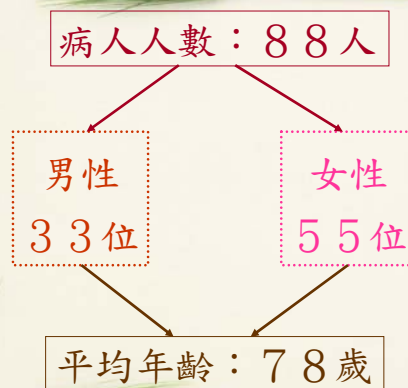 病人人數：８８人
男性
３３位
女性
５５位
平均年齡：７８歲